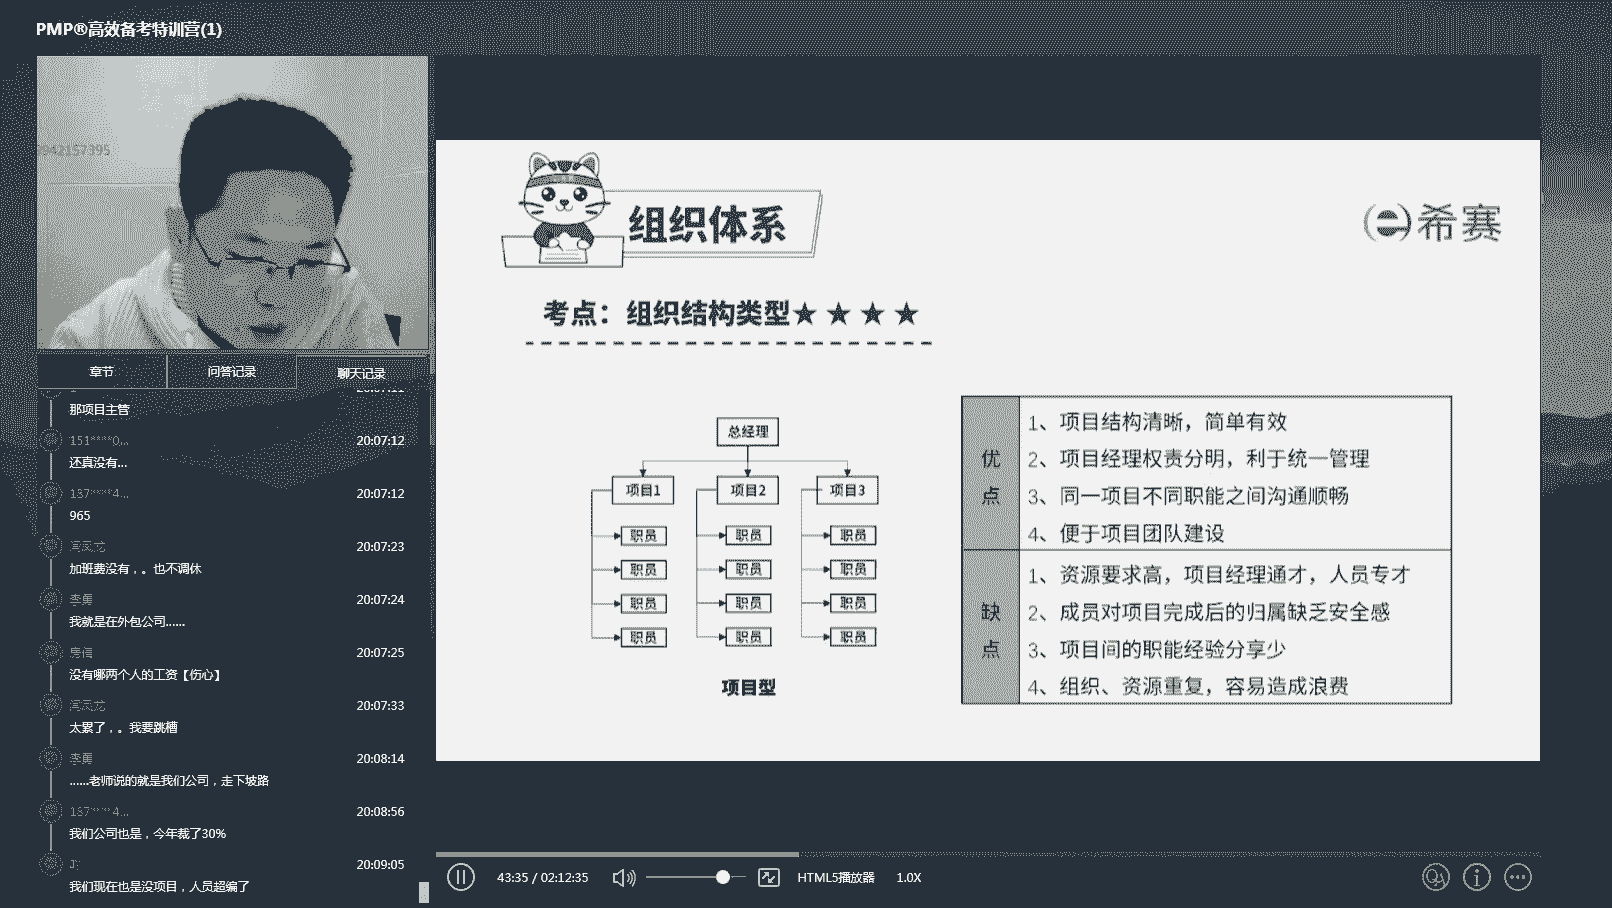 PMP®高效备考特训营(1)
2942157395
章节
问答记录
聊天记录
20:07:11
那项目主管
151****0...
20:07:12
还真没有...
187****4...
20:07:12
965
20:07:23
加班费没有，。也不调休
李勇
20:07:24
我就是在外包公司......
20:07:25
没有哪两个人的工资【伤心】
20:07:33
太累了，。我要跳槽
李勇
20:08:14
......老师说的就是我们公司，走下坡路
187****4...
20:08:56
我们公司也是，今年裁了30%
20:09:05
我们现在也是没项目，人员超编了
组织体系
希赛
考点：组织结构类型★ ★ ★ ★
总经理
项目1
项目2
项目3
职员
职员
职员
职员
职员
职员
职员
职员
职员
职员
职员
职员
项目型
优点
1、项目结构清晰，简单有效
2、项目经理权责分明，利于统一管理
3、同一项目不同职能之间沟通顺畅
4、便于项目团队建设
缺点
1、资源要求高，项目经理通才，人员专才
2、成员对项目完成后的归属缺乏安全感
3、项目间的职能经验分享少
4、组织、资源重复，容易造成浪费
43:35 / 02:12:35
HTML5播放器
1.0X